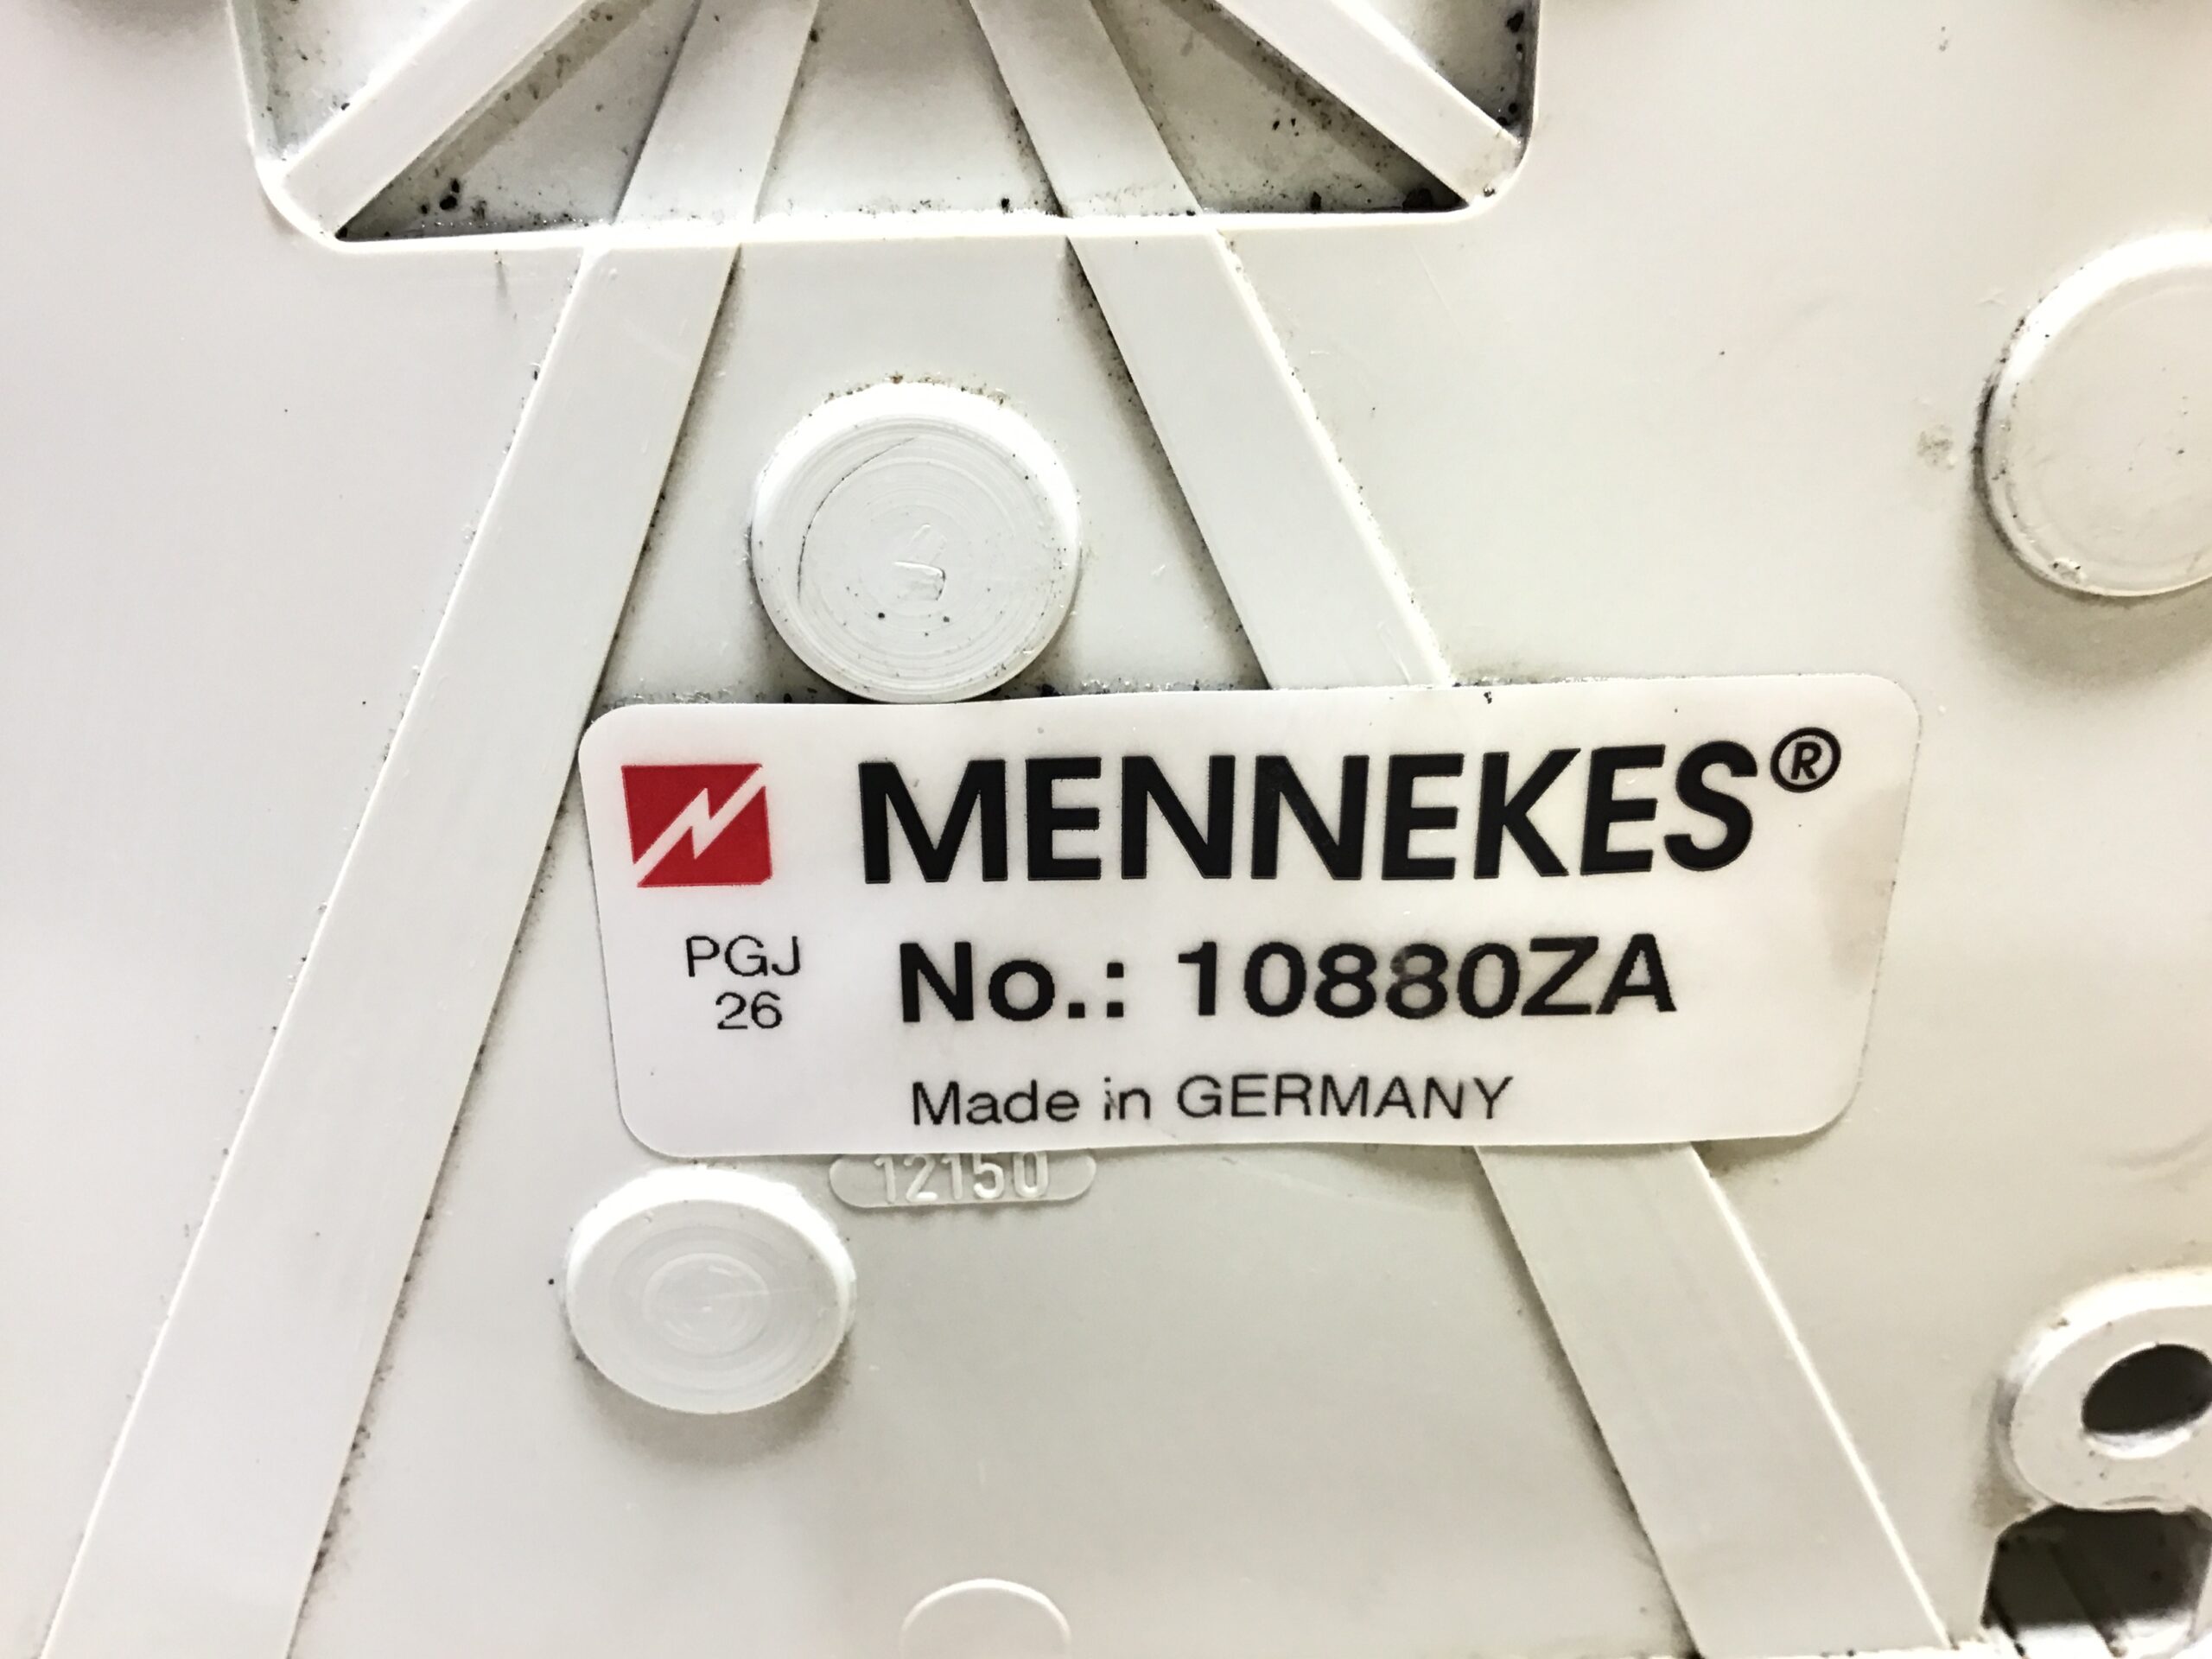 MENNEKES®
PGJ
26
No.: 10880ZA
Made in GERMANY
12150